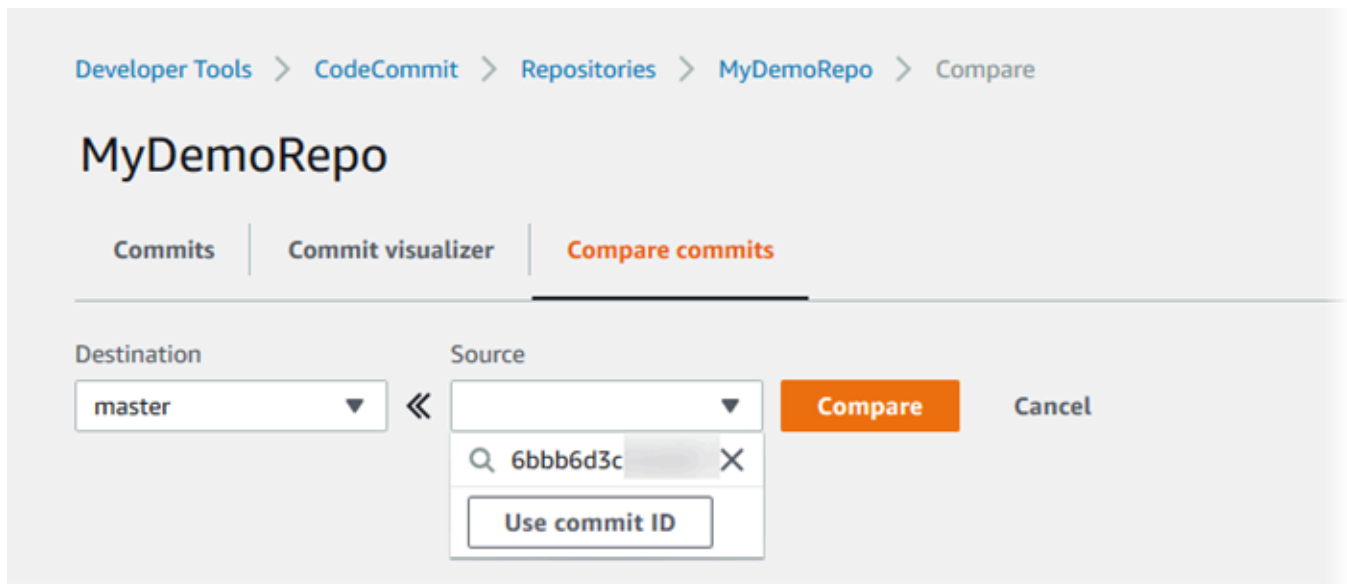 Developer Tools > CodeCommit > Repositories > MyDemoRepo > Compare
MyDemoRepo
Commits Commit visualizer Compare commits
Destination Source
master Compare Cancel
6bbb6d3c
Use commit ID